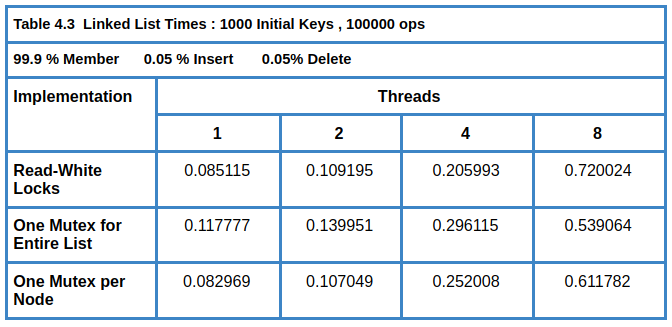 Table 4.3  Linked List Times : 1000 Initial Keys , 100000 ops
99.9 % Member 0.05 % Insert 0.05% Delete
Implementation Threads
1 2 4 8
Read-White 0.085115 0.109195 0.205993 0.720024
Locks
One Mutex for 0.117777 0.139951 0.296115 0.539064
Entire List
One Mutex per 0.082969 0.107049 0.252008 0.611782
Node